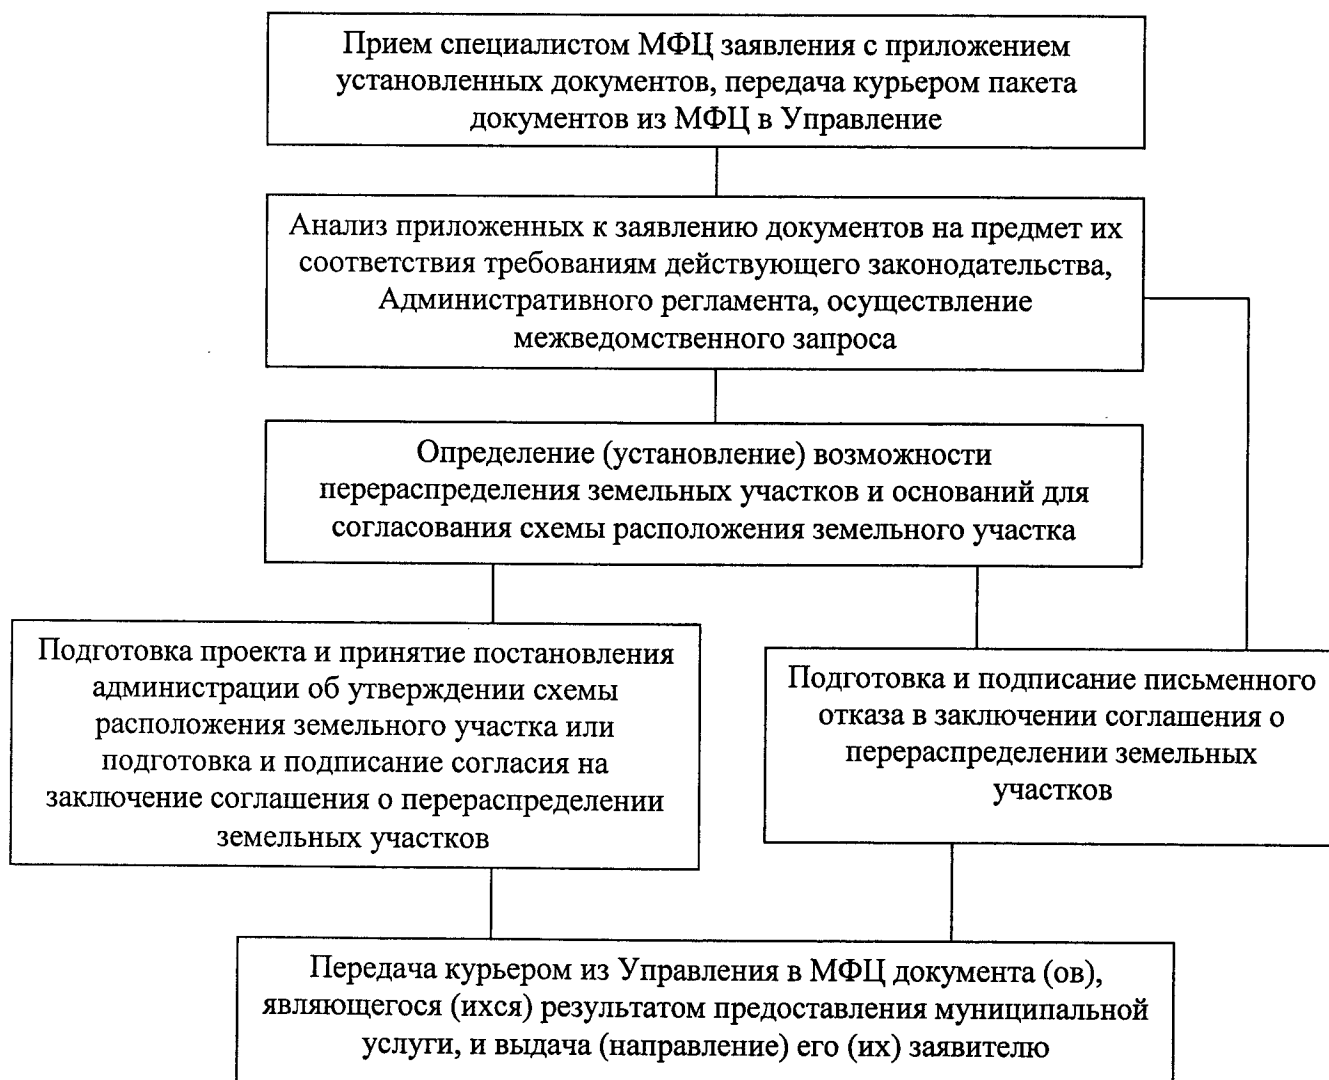 Прием специалистом МФЦ заявления с приложением
установленных документов, передача курьером пакета
документов из МФЦ в Управление
Анализ приложенных к заявлению документов на предмет их
соответствия требованиям действующего законодательства,
Административного регламента, осуществление
межведомственного запроса
Определение (установление) возможности
перераспределения земельных участков и оснований для
согласования схемы расположения земельного участка
Подготовка проекта и принятие постановления
администрации об утверждении схемы
расположения земельного участка или
подготовка и подписание согласия на
заключение соглашения о перераспределении
земельных участков
Подготовка и подписание письменного
отказа в заключении соглашения о
перераспределении земельных
участков
Передача курьером из Управления в МФЦ документа (ов),
являющегося (ихся) результатом предоставления муниципальной
услуги, и выдача (направление) его (их) заявителю